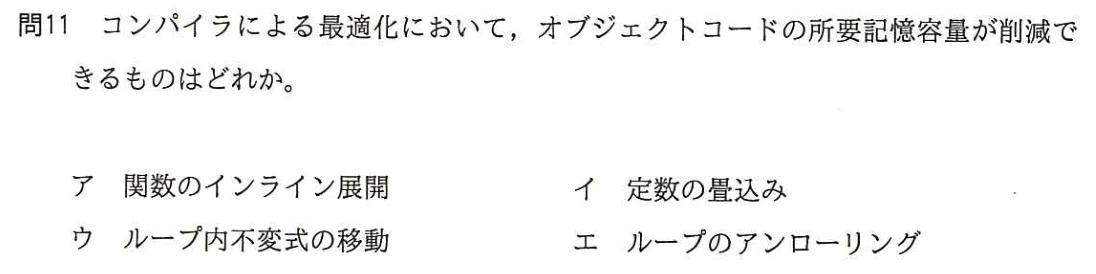 問11 コンパイラによる最適化において，オブジェクトコードの所要記憶容量が削減で
きるものはどれか。
ア 関数のインライン展開 イ 定数の畳込み
ウ ループ内不変式の移動 エ ループのアンローリング